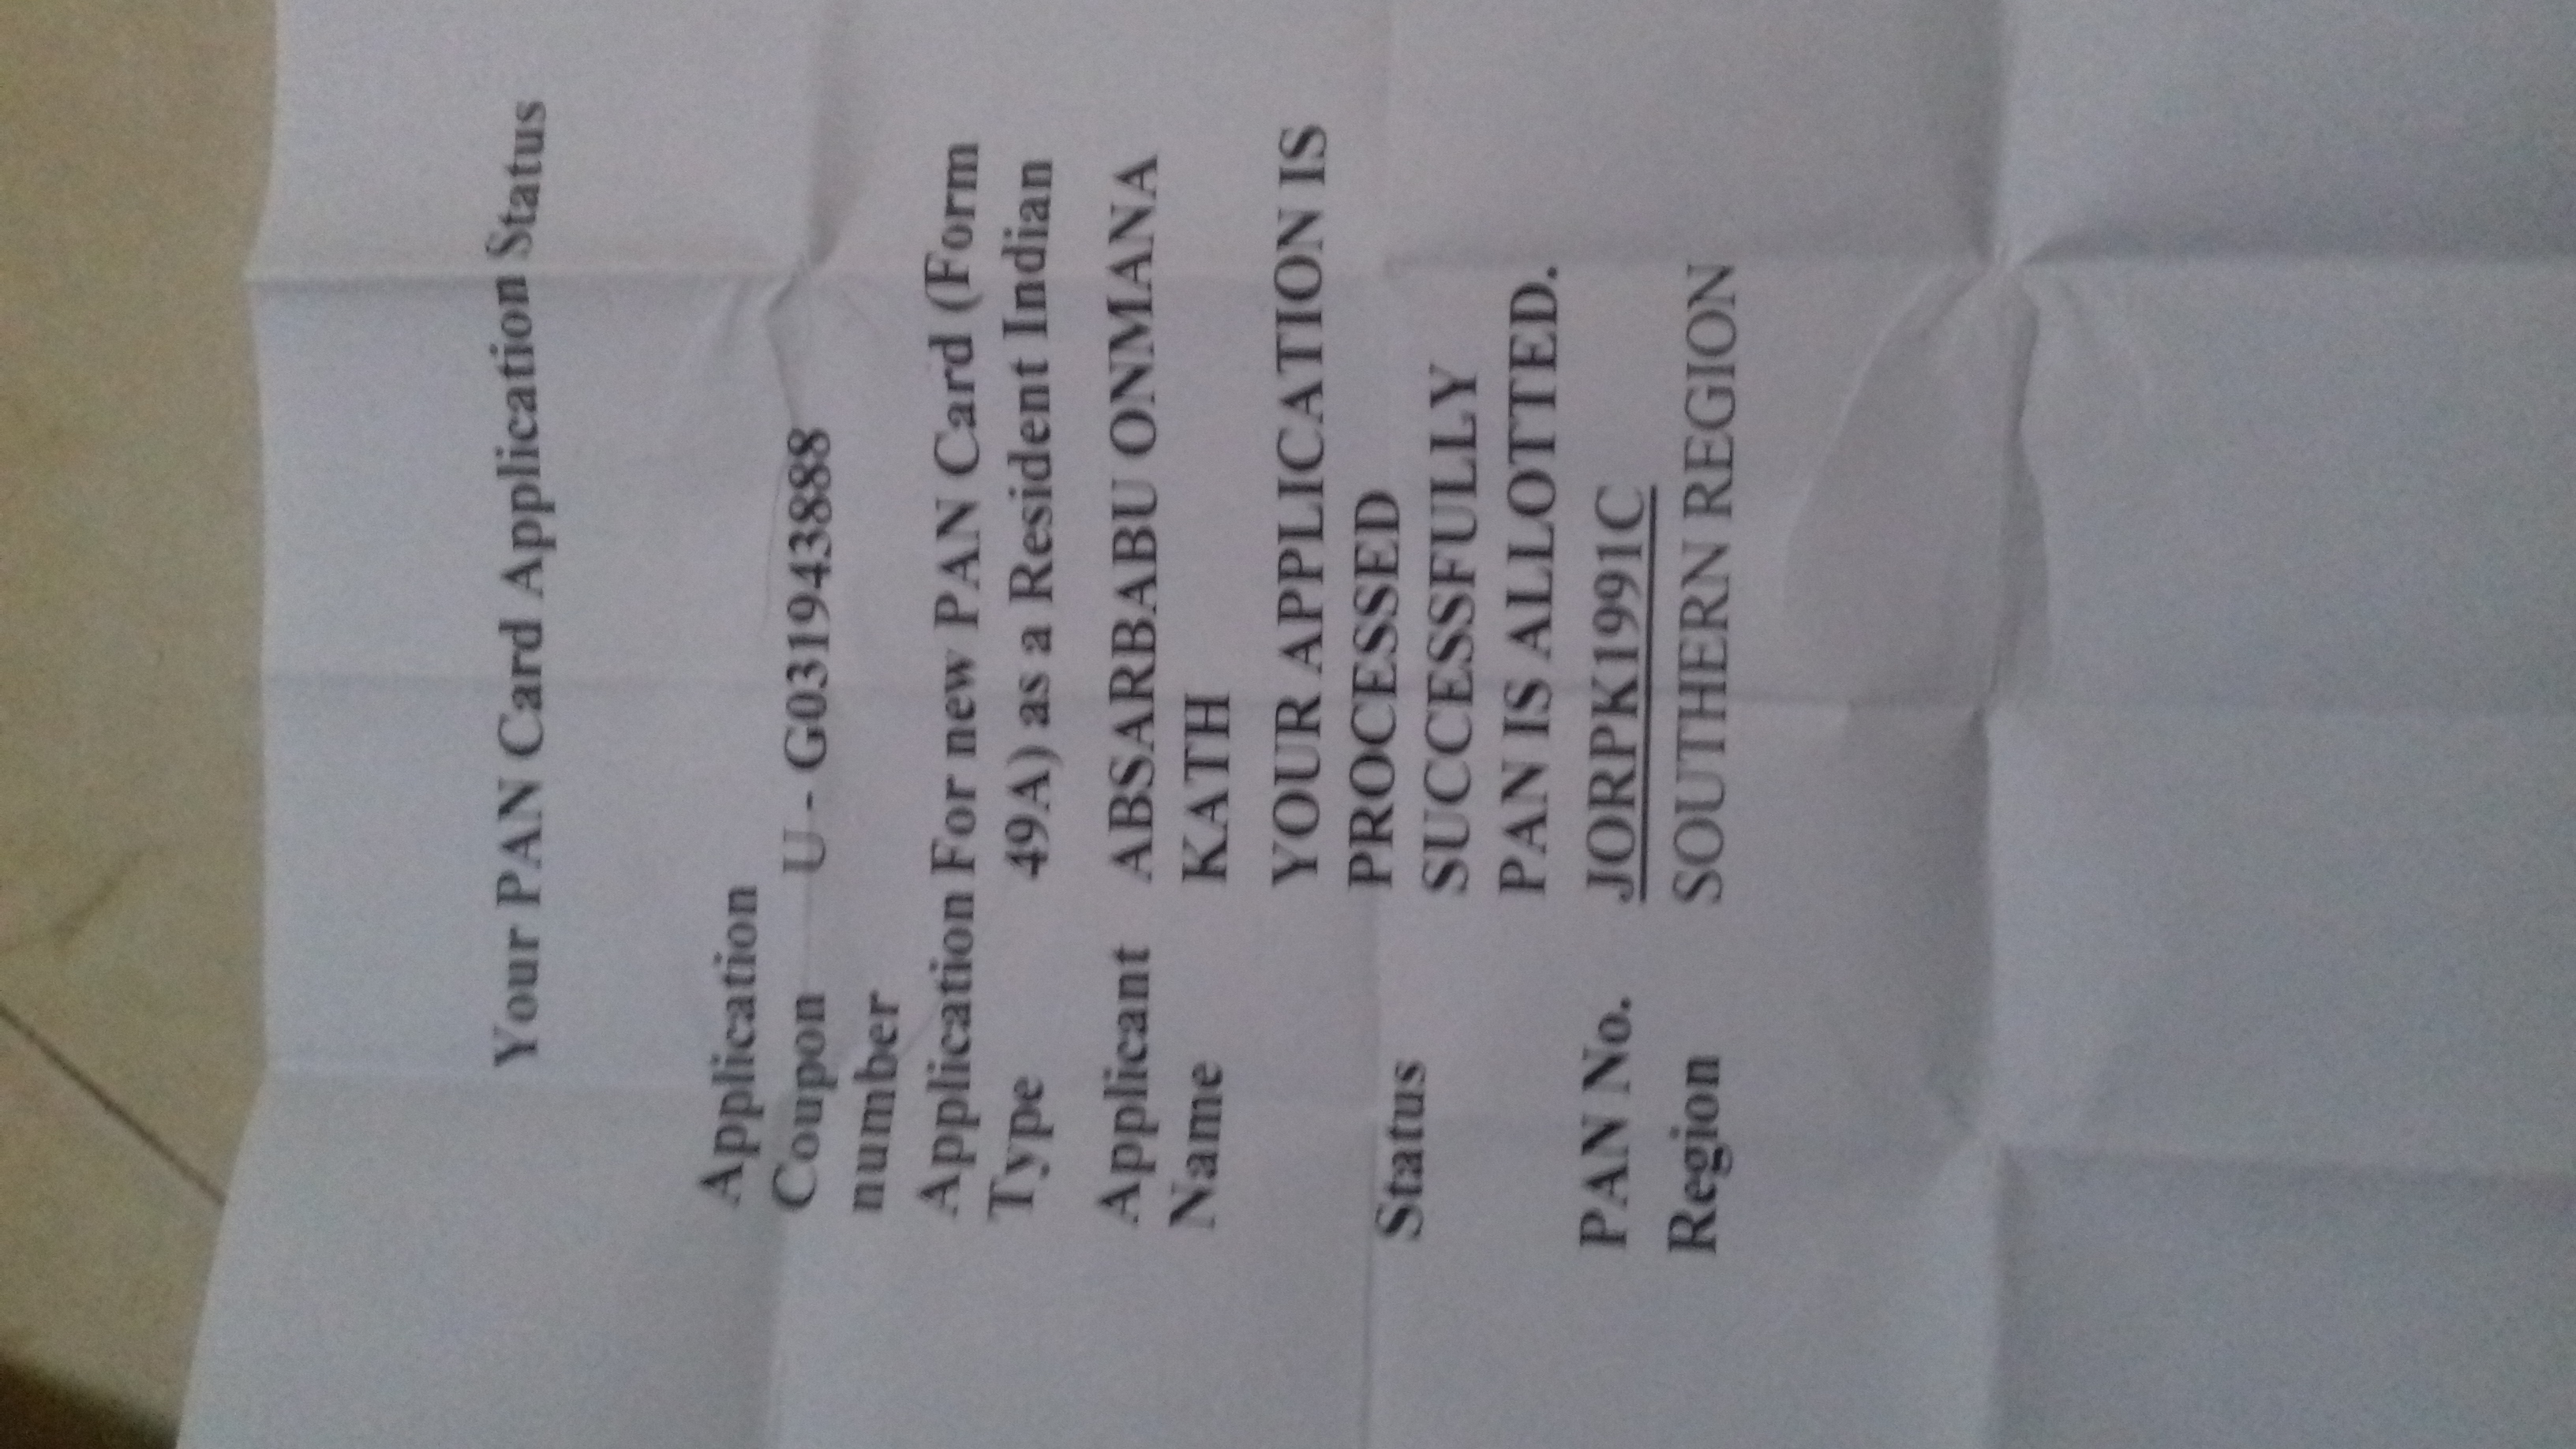 Your PAN Card Application Status
Application
Coupon U - G031943888
number
Application For new PAN Card (Form
Type 49A) as a Resident Indian
Applicant ABSARBABU ONMANA
Name KATH
YOUR APPLICATION IS
PROCESSED
Status
SUCCESSFULLY
PAN IS ALLOTTED.
PAN No. JORPK1991C
Region SOUTHERN REGION